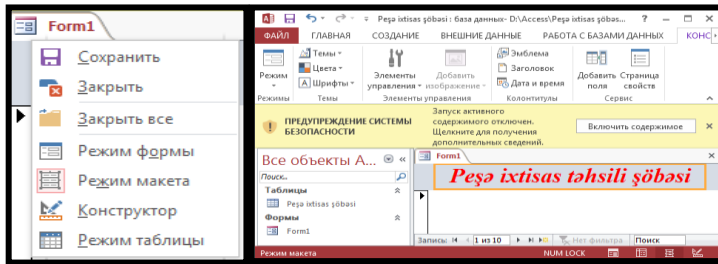 Form1
Сохранить
Закрыть
Закрыть все
Режим формы
Режим макета
Конструктор
Режим таблицы
Peşə ixtisas şöbəsi : база данных- D:\Access\Peşə ixtisas şöbəs...
ФАЙЛ ГЛАВНАЯ СОЗДАНИЕ ВНЕШНИЕ ДАННЫЕ РАБОТА С БАЗАМИ ДАННЫХ КОНС
Режим
Темы
Цвета
Шрифты
Элементы управления
Добавить изображение
Эмблема
Заголовок
Дата и время
Добавить поля
Страница свойств
Режимы Темы Элементы управления Колонтитулы Сервис
ПРЕДУПРЕЖДЕНИЕ СИСТЕМЫ БЕЗОПАСНОСТИ
Запуск активного
содержимого отключен.
Щелкните для получения
дополнительных сведений.
Включить содержимое
Все объекты A...
Поиск..
Таблицы
Peşə ixtisas şöbəsi
Формы
Form1
Form1
Peşə ixtisas təhsili şöbəsi
Запись: 1 из 10 Нет фильтра Поиск
Режим макета NUM LOCK